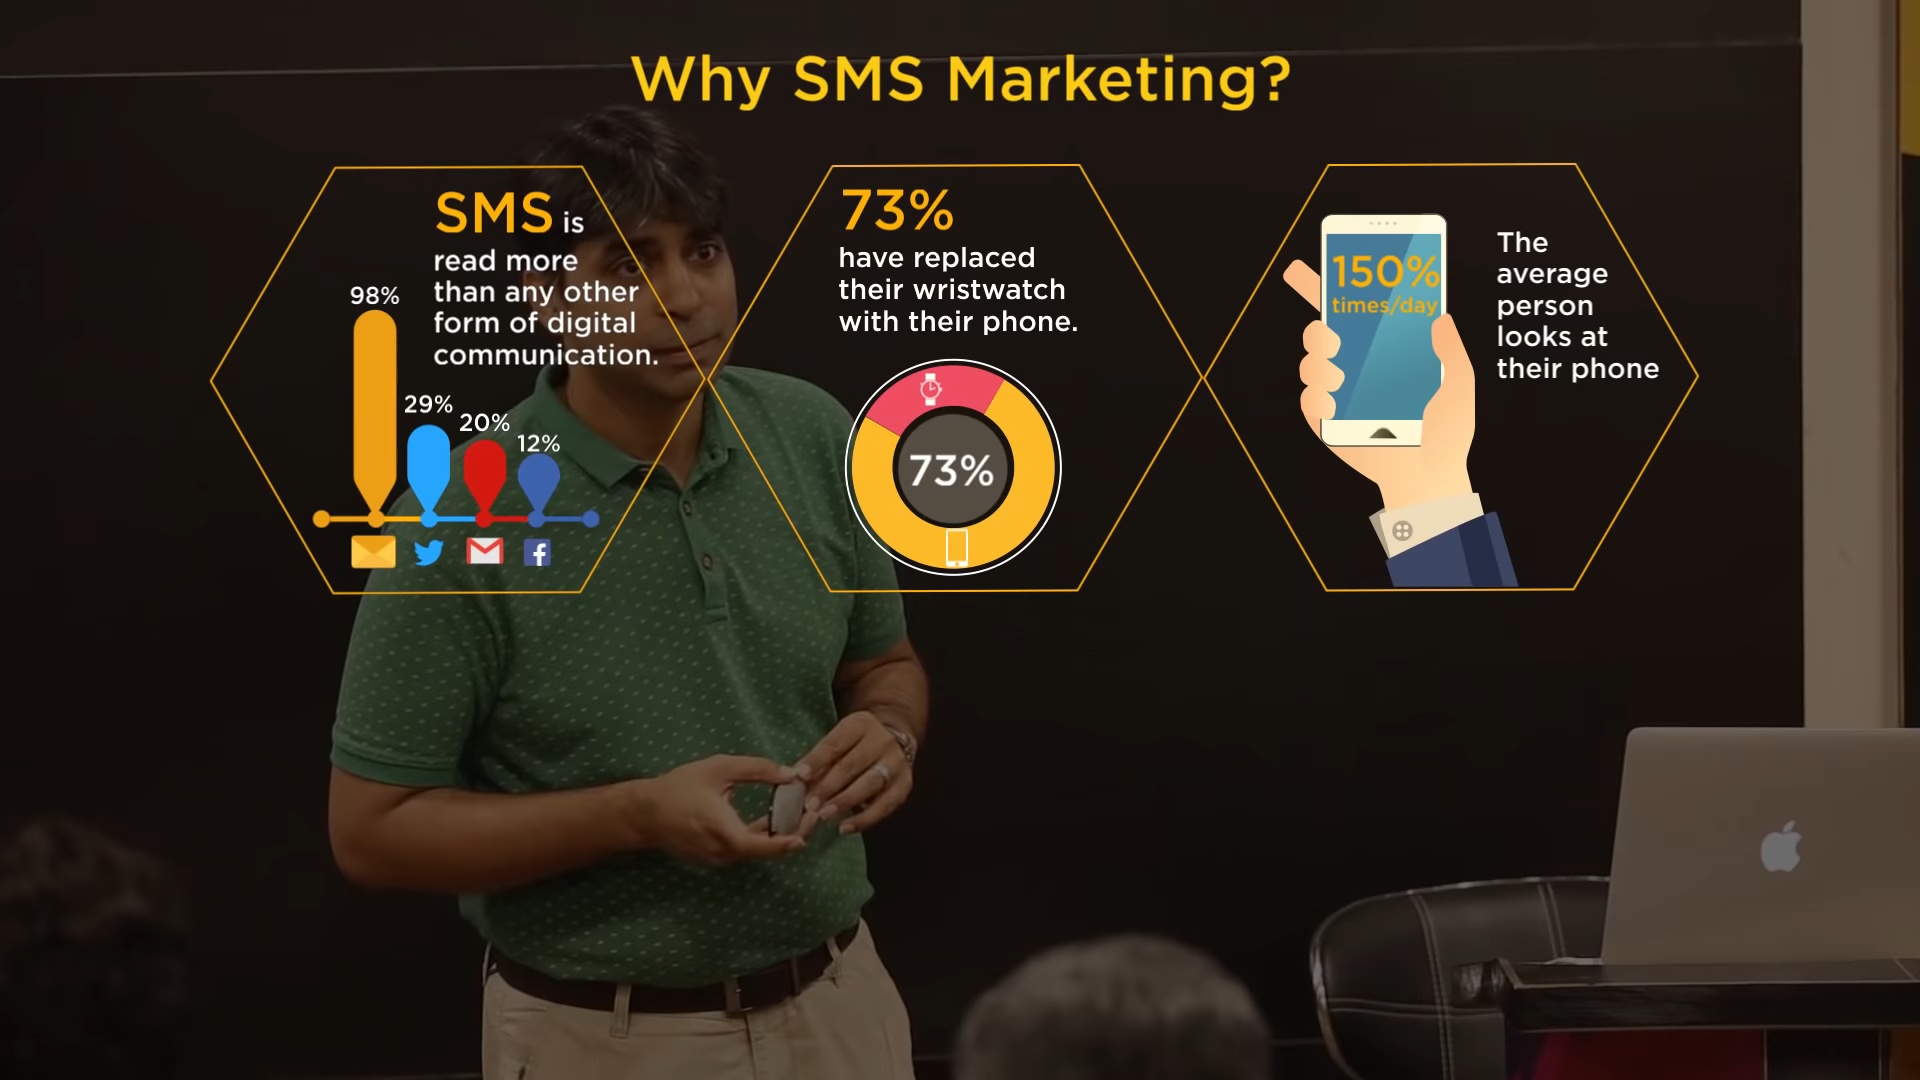 Why SMS Marketing?
SMS is
read more
than any other
form of digital
communication.
98%
29%
20%
12%
73%
have replaced
their wristwatch
with their phone.
73%
150%
times/day
The
average
person
looks at
their phone